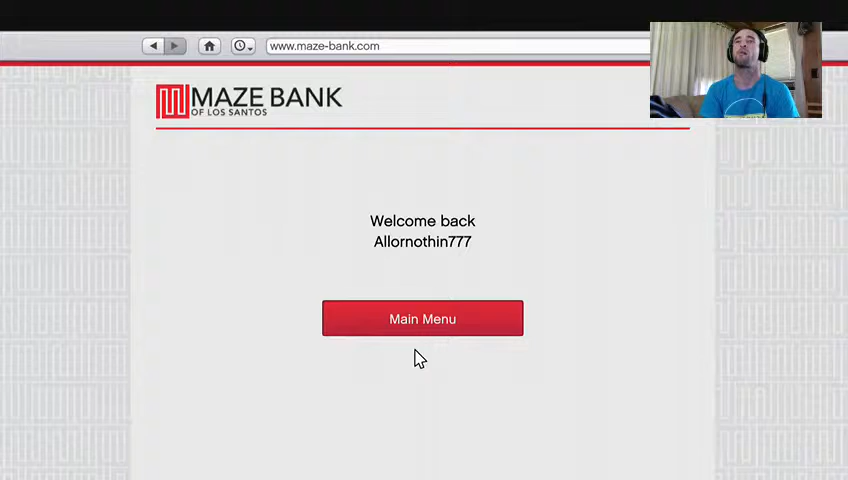 www.maze-bank.com
MAZE BANK
OF LOS SANTOS
Welcome back
Allornothin777
Main Menu